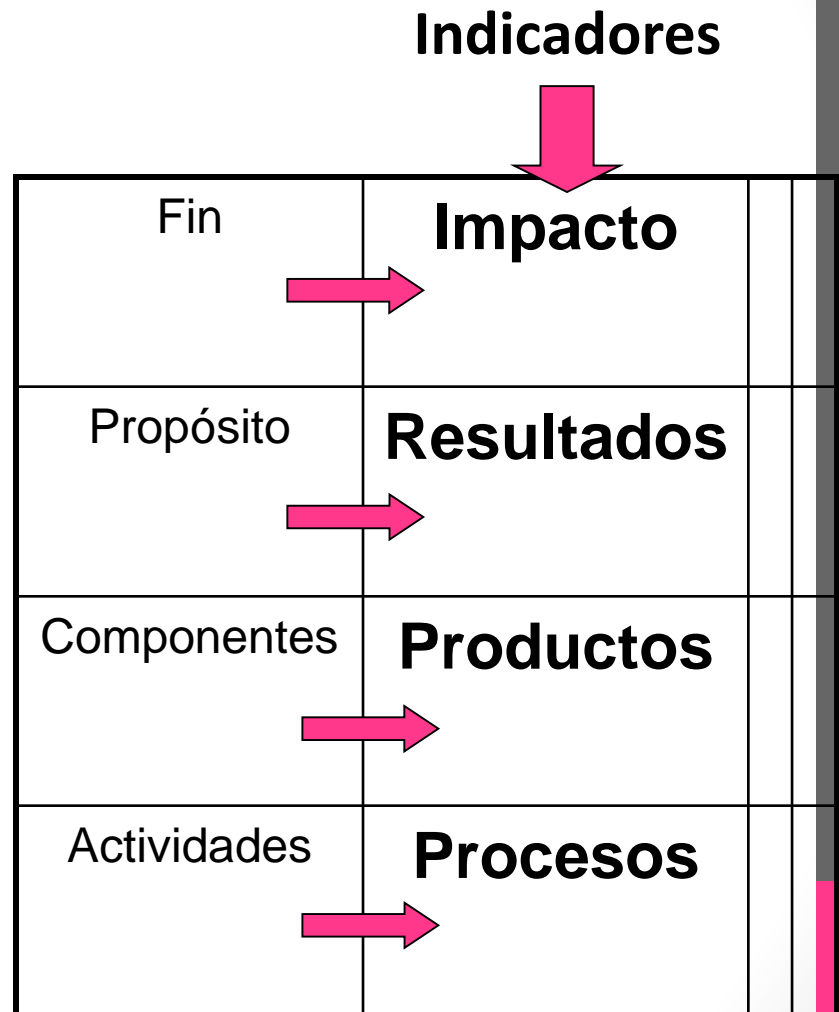 Indicadores
Fin
Impacto
Propósito
Resultados
Componentes
Productos
Actividades
Procesos